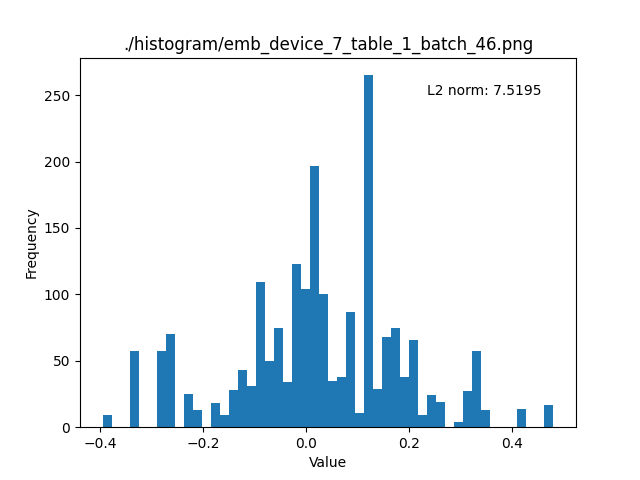 ./histogram/emb_device_7_table_1_batch_46.png
L2 norm: 7.5195
250
200
150
100
50
0
Frequency
−0.4 −0.2 0.0 0.2 0.4
Value